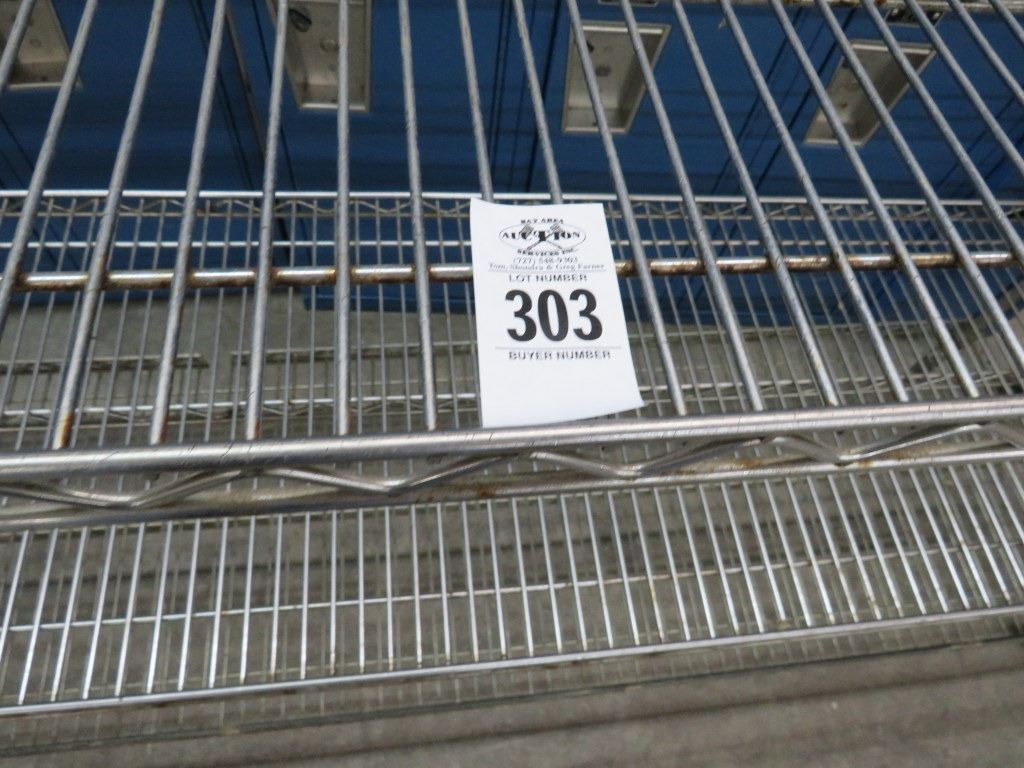 BAY AREA
AUCTION
SERVICES INC.
(727) 548-9303
Tom, Shondra & Greg Farner
LOT NUMBER
303
BUYER NUMBER